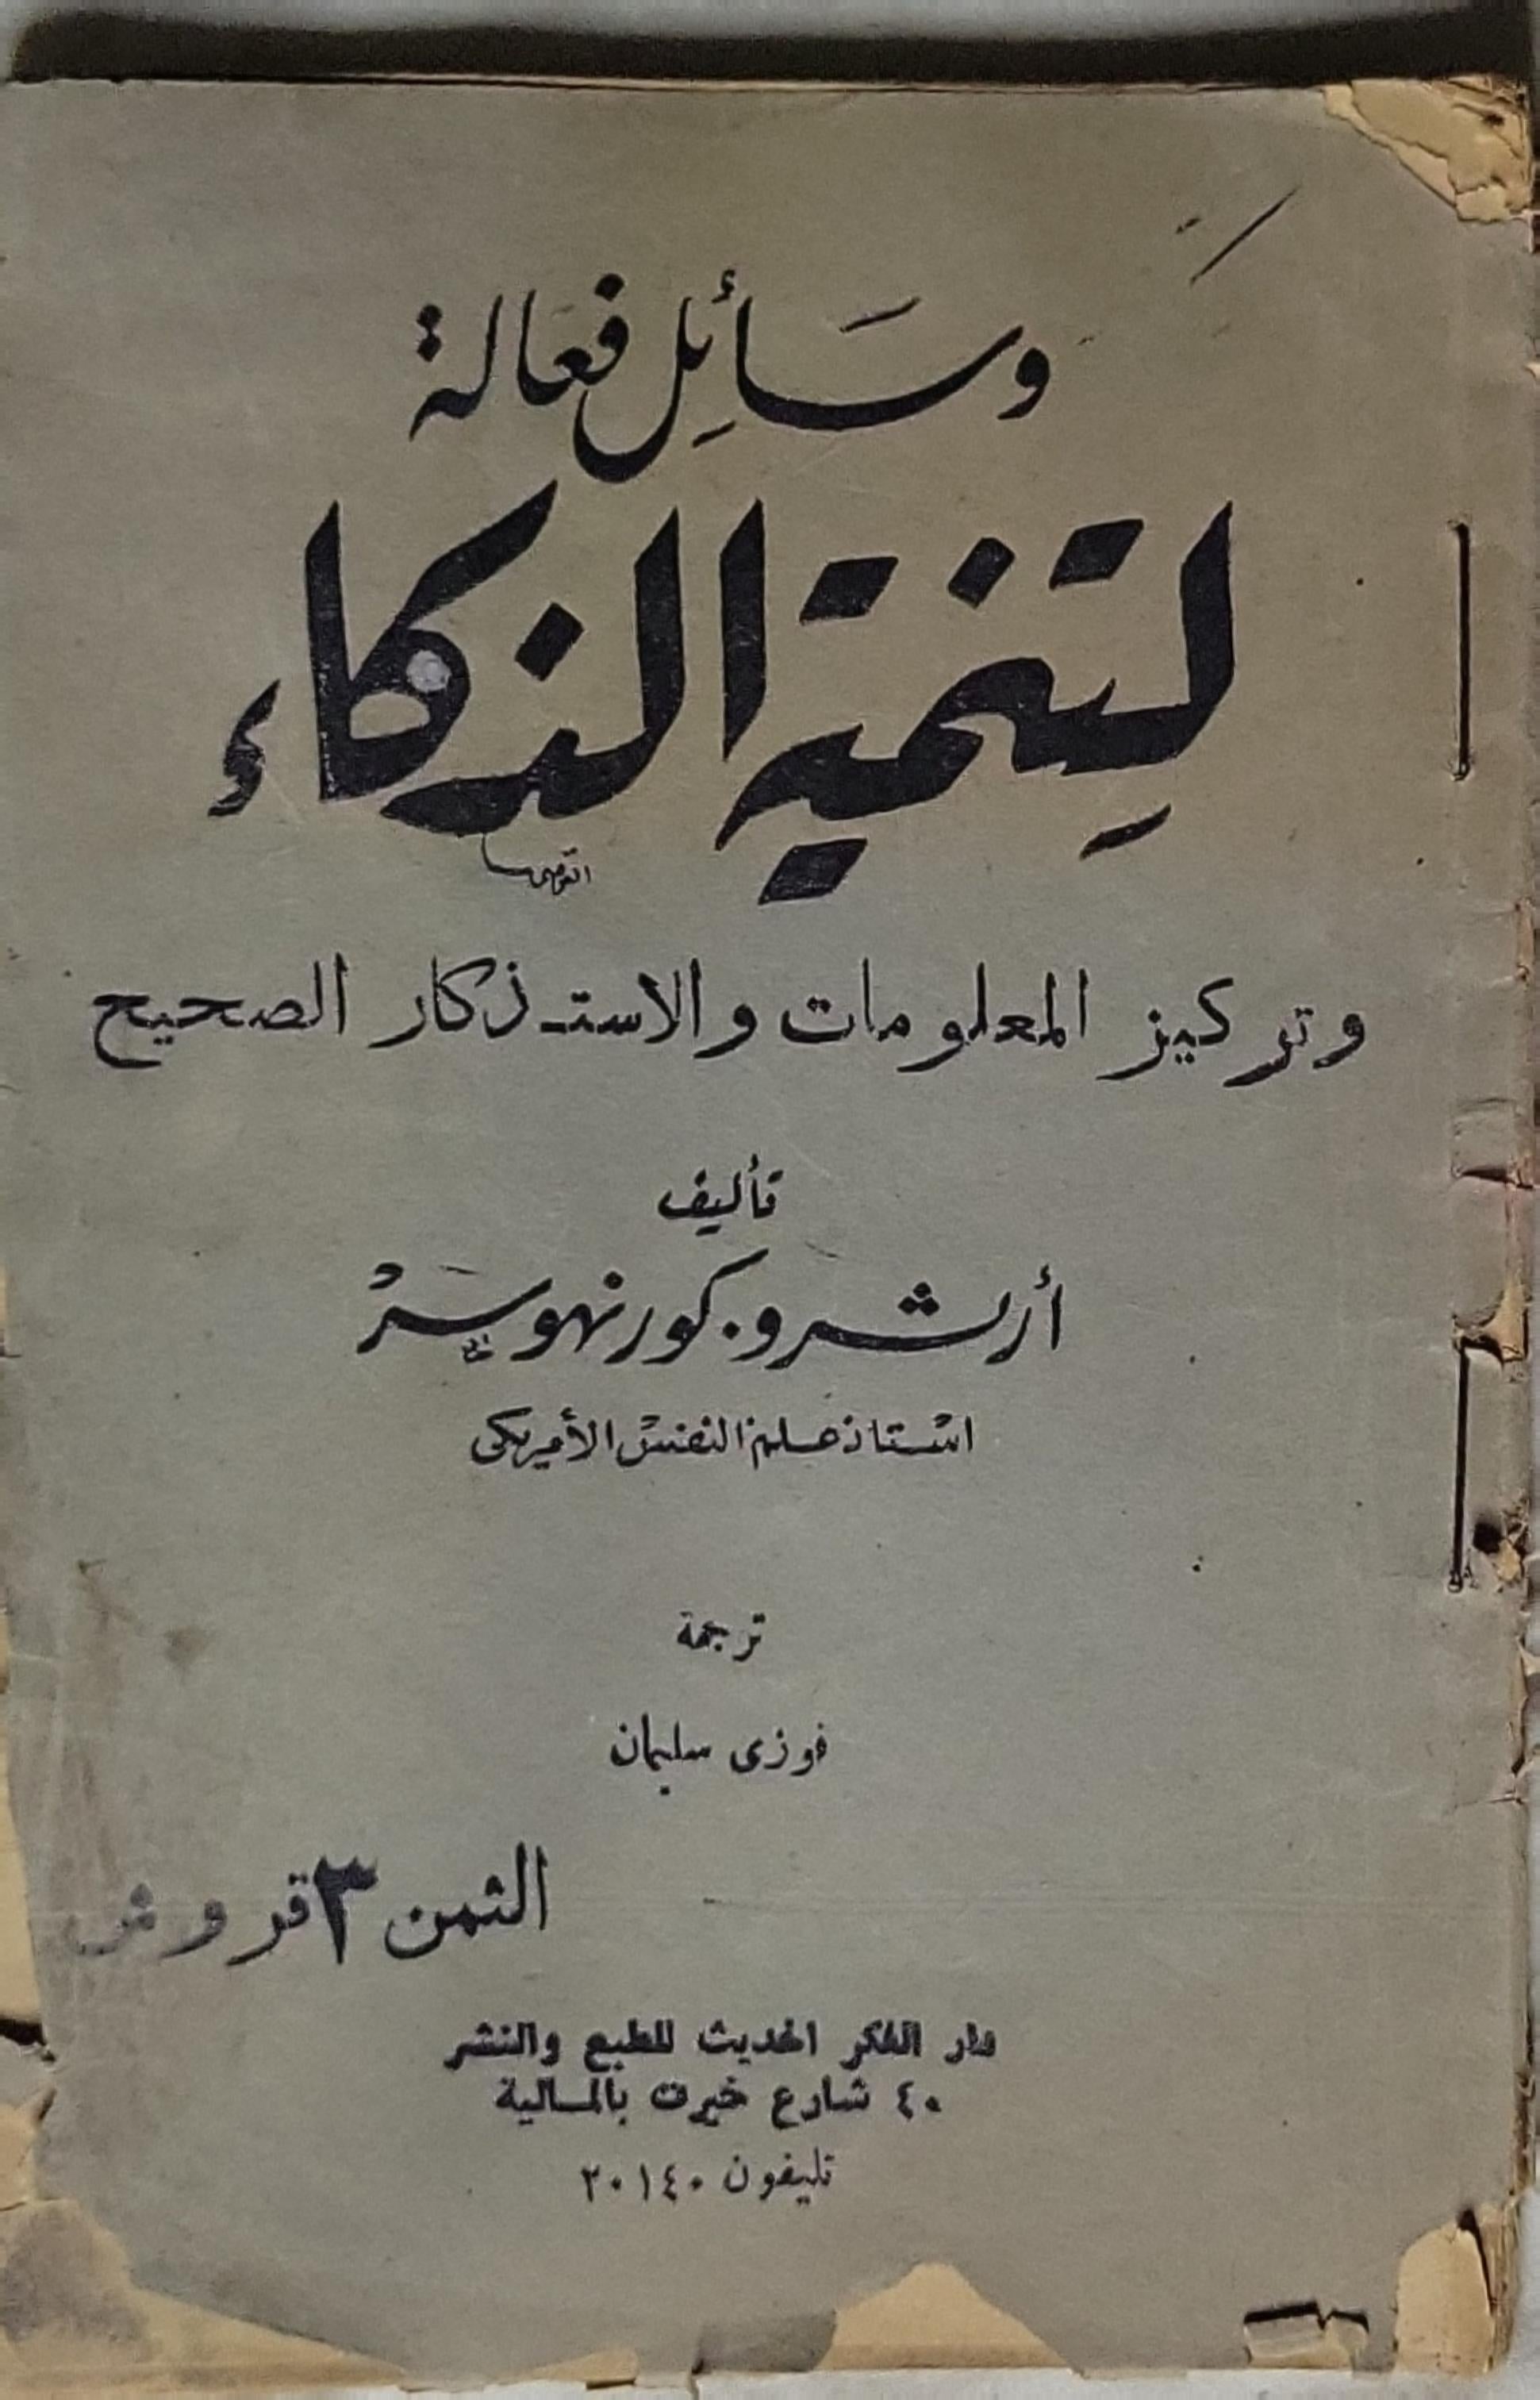 وسائل فعالة
لتنمية الذكاء
وتركيز المعلومات والاستذكار الصحيح
تأليف
أرشرو. كورنهوسر
استاذ علم النفس الأمريكى
ترجمة
فوزى سليمان
الثمن ٣ قروش
دار الفكر الحديث للطبع والنشر
٤٠ شارع خيرت بالمالية
تليفون ٢٠١٤٠